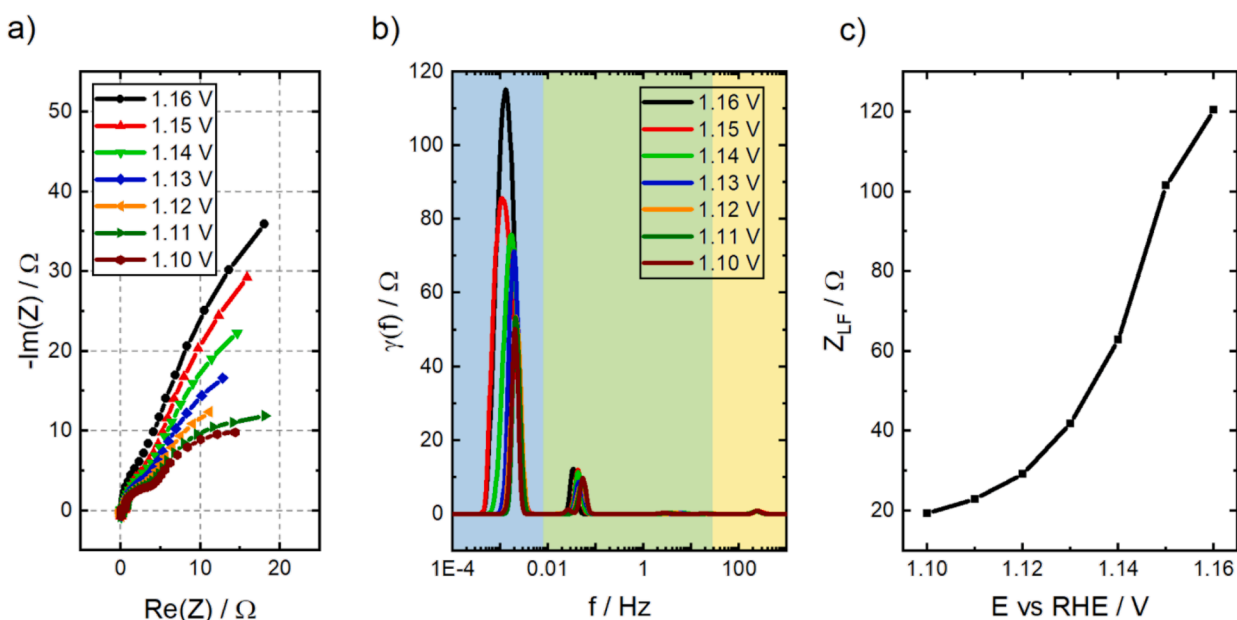 a)
50
40
30
20
10
0
-Im(Z) / Ω
1.16 V
1.15 V
1.14 V
1.13 V
1.12 V
1.11 V
1.10 V
0
10
20
Re(Z) / Ω
b)
120
100
80
60
40
20
0
γ(f) / Ω
1.16 V
1.15 V
1.14 V
1.13 V
1.12 V
1.11 V
1.10 V
1E-4
0.01
1
100
f / Hz
c)
120
100
80
60
40
20
Z_LF / Ω
1.10
1.12
1.14
1.16
E vs RHE / V